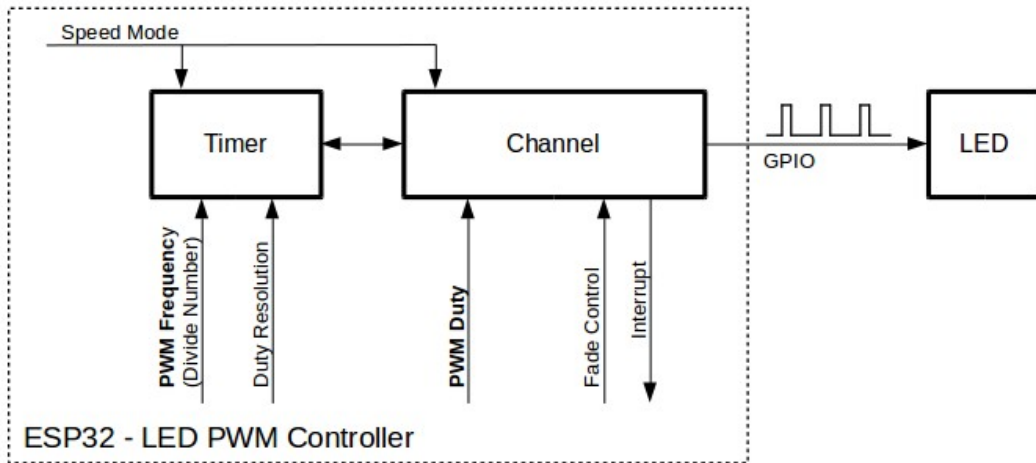 Speed Mode
Timer
Channel
GPIO
LED
PWM Frequency
(Divide Number)
Duty Resolution
PWM Duty
Fade Control
Interrupt
ESP32 - LED PWM Controller